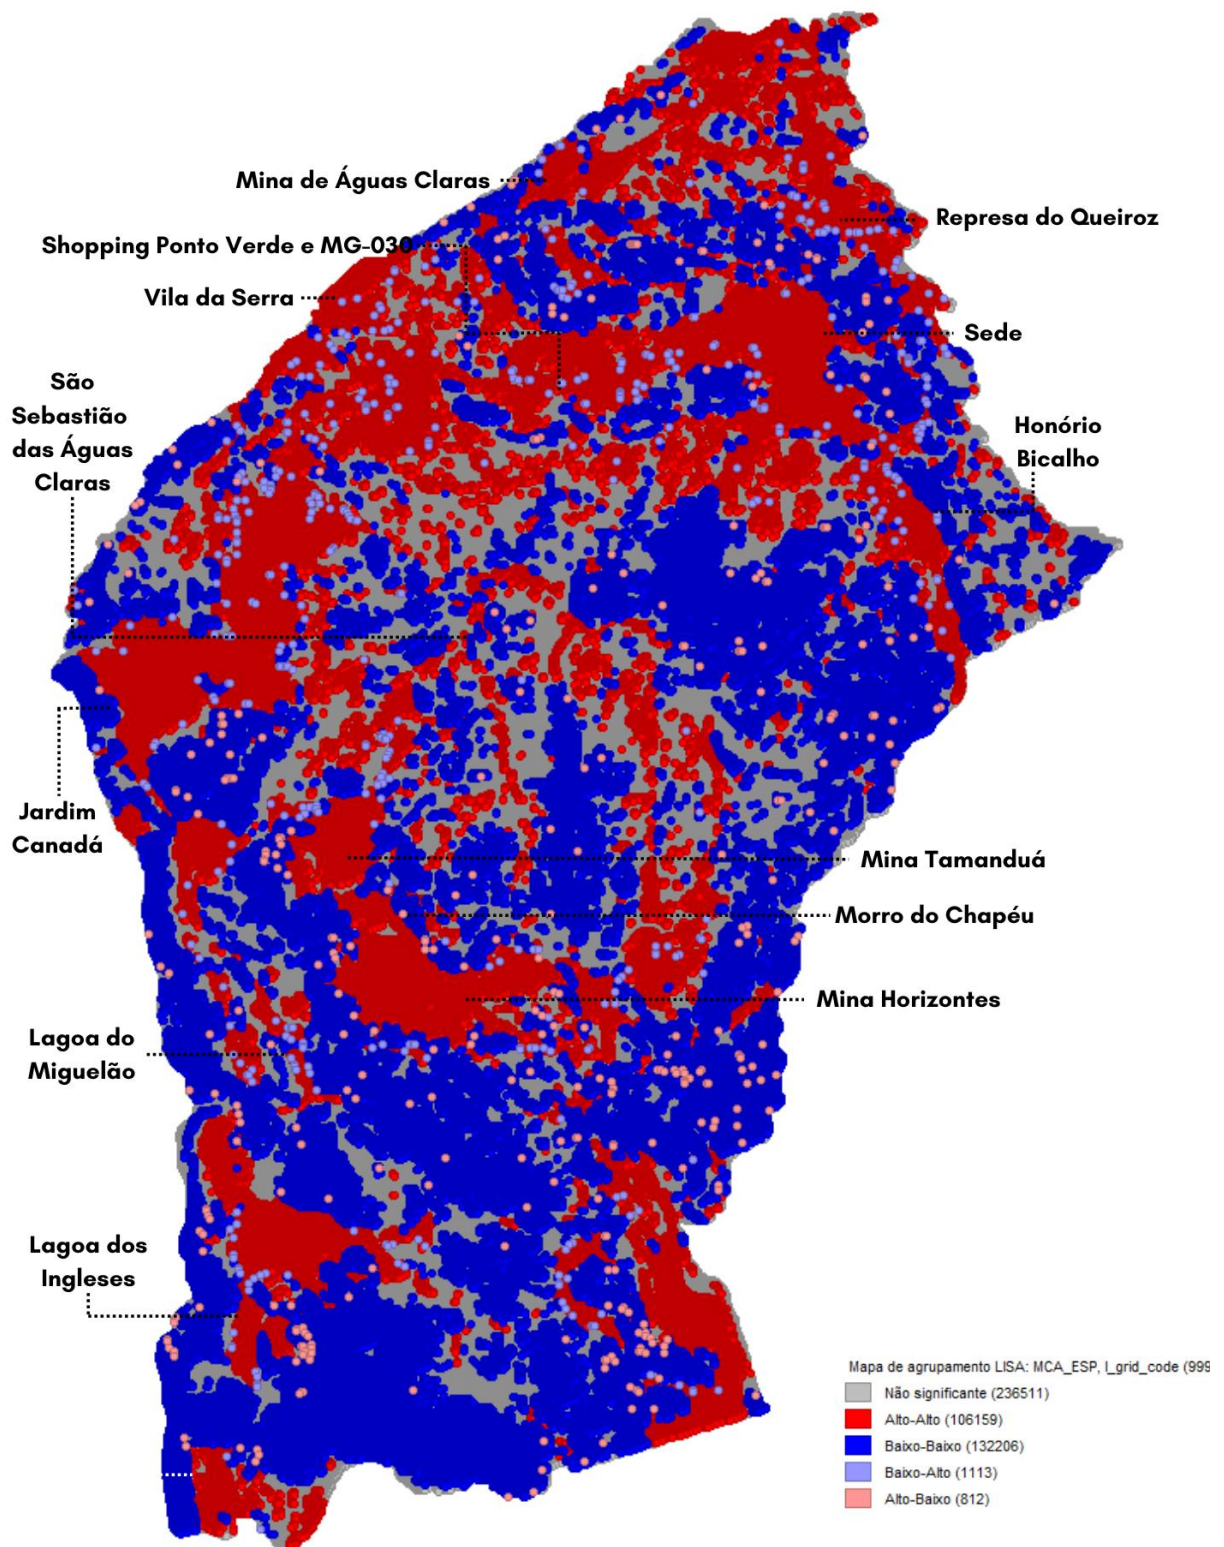 Mina de Águas Claras
Represa do Queiroz
Shopping Ponto Verde e MG-030
Vila da Serra
Sede
São
Sebastião
das Águas
Claras
Honório
Bicalho
Jardim
Canadá
Mina Tamanduá
Morro do Chapéu
Mina Horizontes
Lagoa do
Miguelão
Lagoa dos
Ingleses
Mapa de agrupamento LISA: MCA_ESP, I_grid_code (999
Não significante (236511)
Alto-Alto (106159)
Baixo-Baixo (132206)
Baixo-Alto (1113)
Alto-Baixo (812)